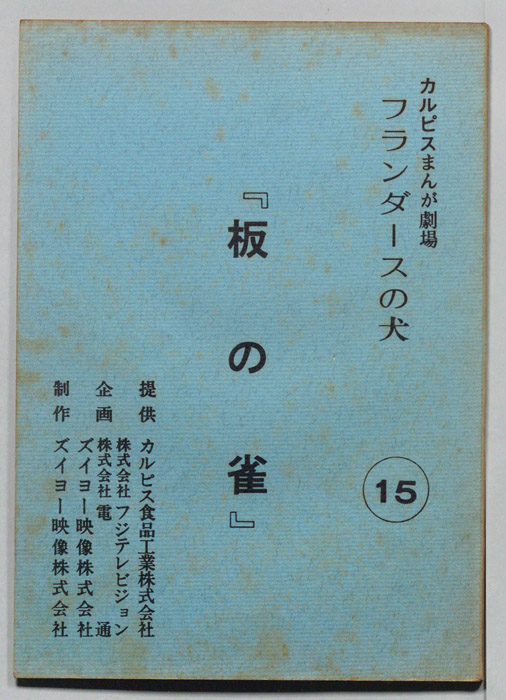 カルピスまんが劇場
フランダースの犬
15
『板の雀』
提供 カルピス食品工業株式会社
企画 株式会社 フジテレビジョン
株式会社 電通
ズイヨー映像株式会社
制作 ズイヨー映像株式会社